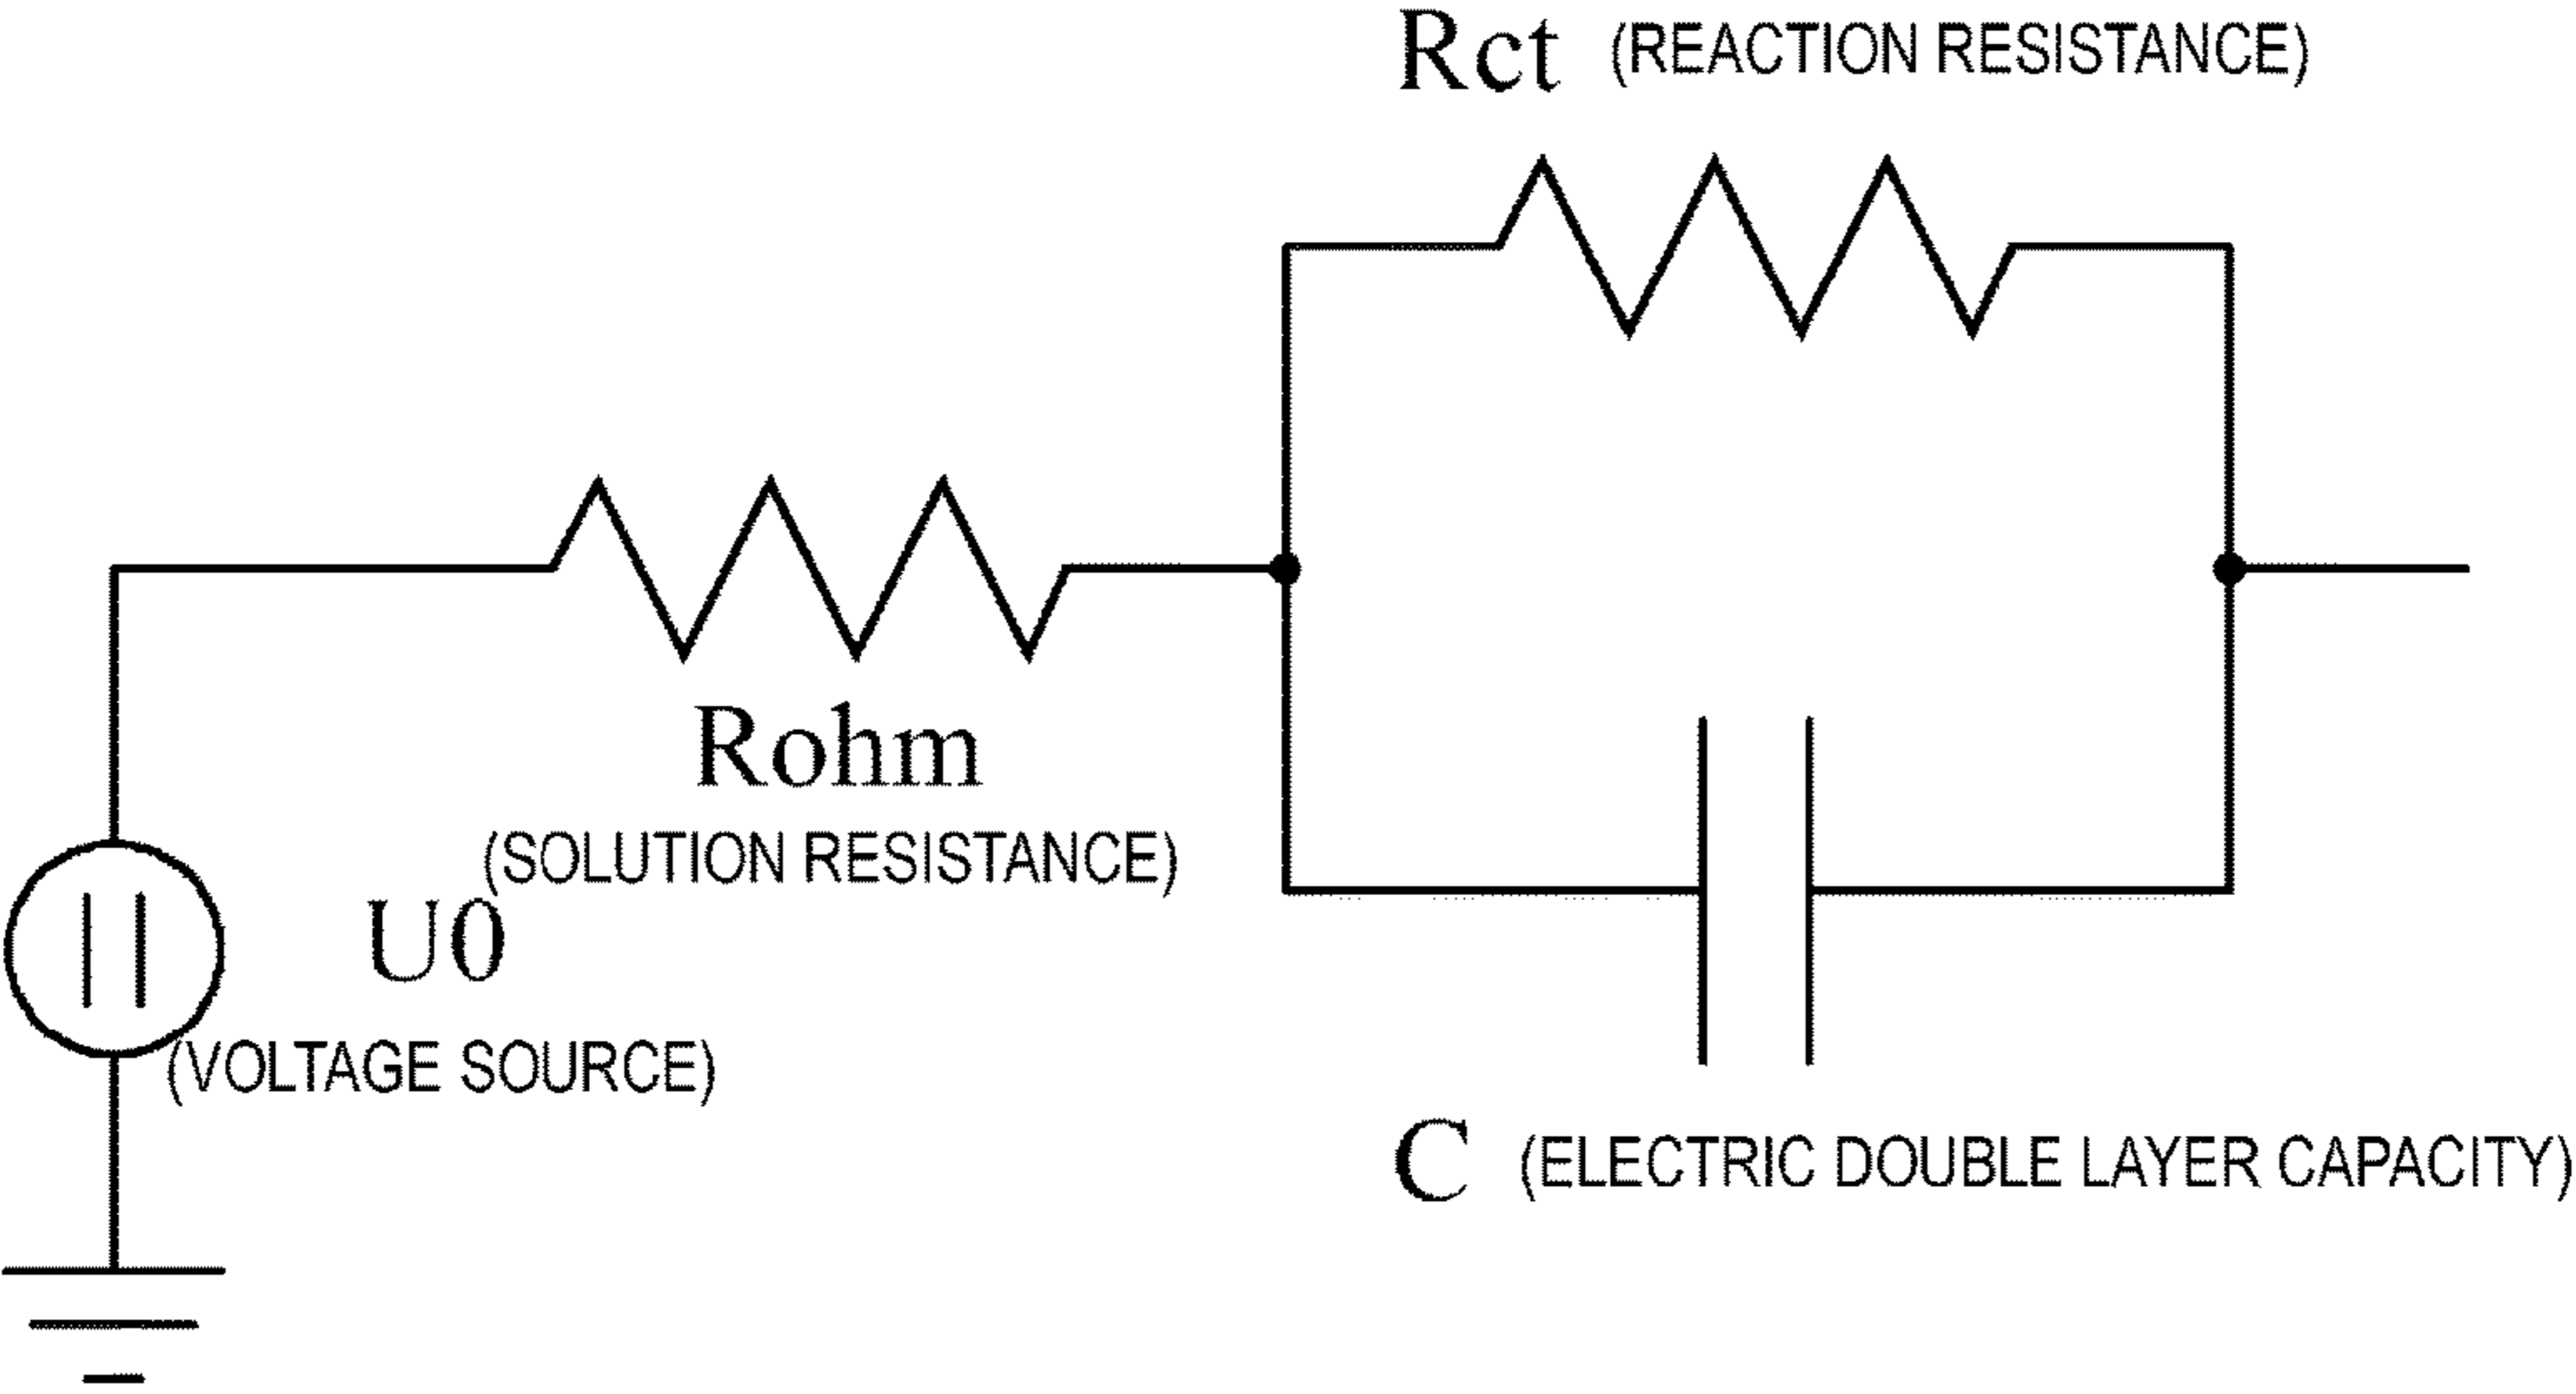 Rct (REACTION RESISTANCE)
Rohm
(SOLUTION RESISTANCE)
U0
(VOLTAGE SOURCE)
C (ELECTRIC DOUBLE LAYER CAPACITY)